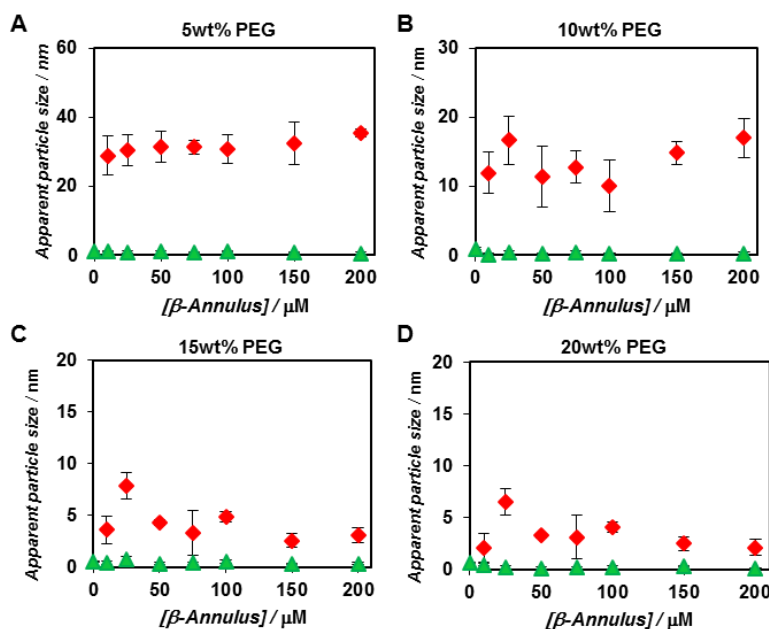 A
5wt% PEG
Apparent particle size / nm
60
40
20
0
0 50 100 150 200
[β-Annulus] / μM
B
10wt% PEG
Apparent particle size / nm
30
20
10
0
0 50 100 150 200
[β-Annulus] / μM
C
15wt% PEG
Apparent particle size / nm
20
15
10
5
0
0 50 100 150 200
[β-Annulus] / μM
D
20wt% PEG
Apparent particle size / nm
20
15
10
5
0
0 50 100 150 200
[β-Annulus] / μM